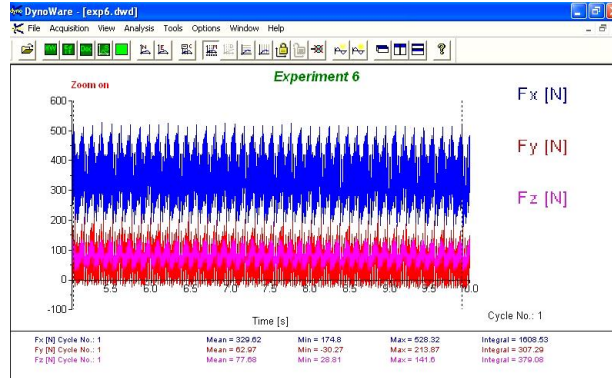 DynoWare - [exp6.dwd]
File Acquisition View Analysis Tools Options Window Help
Experiment 6
Zoom on
600
500
400
300
200
100
0
-100
5.5 6.0 6.5 7.0 7.5 8.0 8.5 9.0 9.5 10.0
Time [s]
Fx [N]
Fy [N]
Fz [N]
Cycle No.: 1
Fx [N] Cycle No.: 1 Mean = 329.62 Min = 174.8 Max = 528.32 Integral = 1608.53
Fy [N] Cycle No.: 1 Mean = 62.97 Min = -30.27 Max = 213.87 Integral = 307.29
Fz [N] Cycle No.: 1 Mean = 77.68 Min = 28.81 Max = 141.6 Integral = 379.08